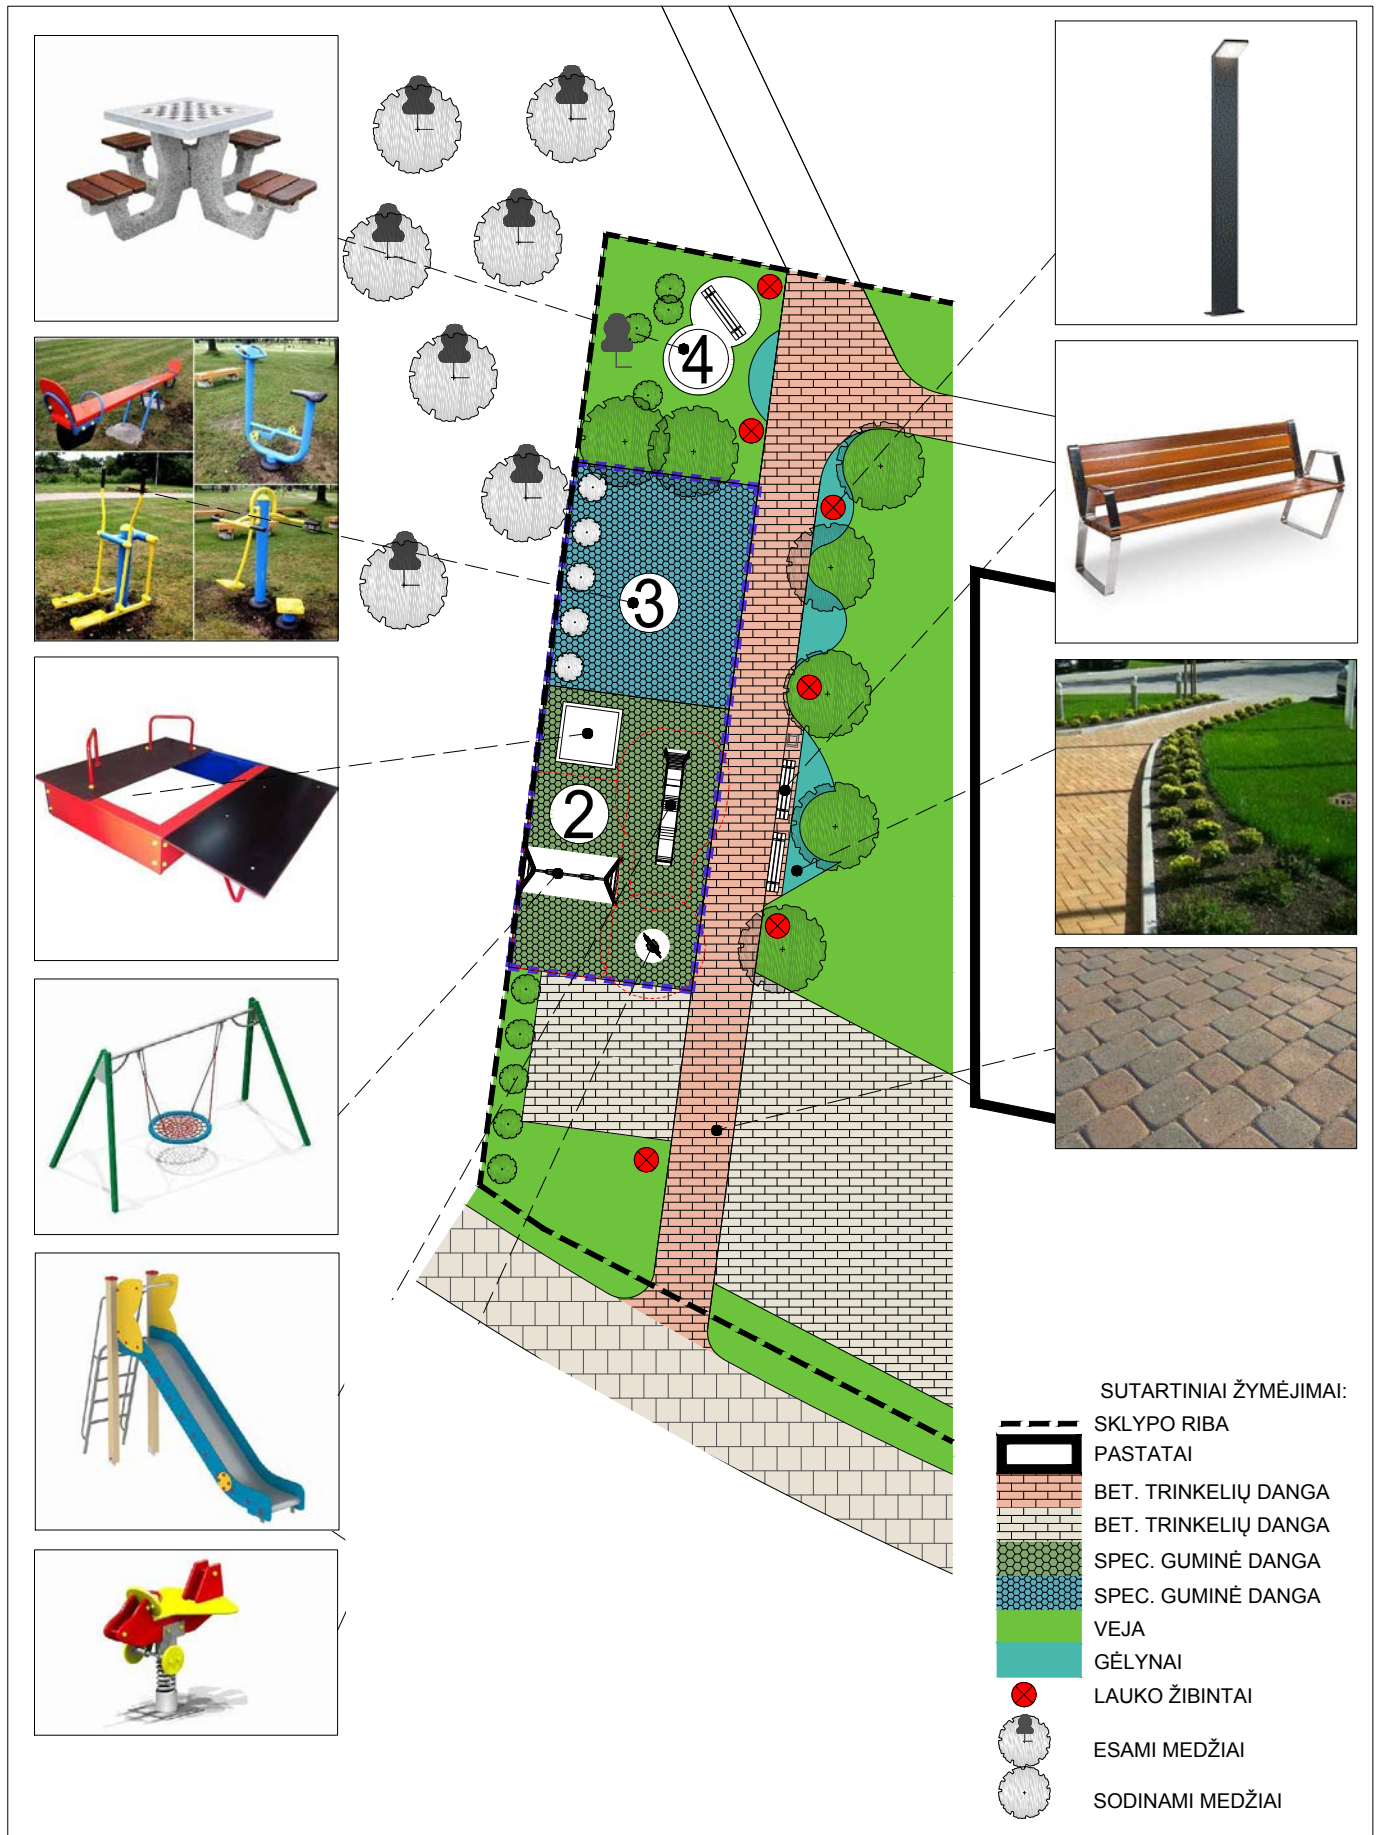 4
3
2
SUTARTINIAI ŽYMĖJIMAI:
SKLYPO RIBA
PASTATAI
BET. TRINKELIŲ DANGA
BET. TRINKELIŲ DANGA
SPEC. GUMINĖ DANGA
SPEC. GUMINĖ DANGA
VEJA
GĖLYNAI
LAUKO ŽIBINTAI
ESAMI MEDŽIAI
SODINAMI MEDŽIAI